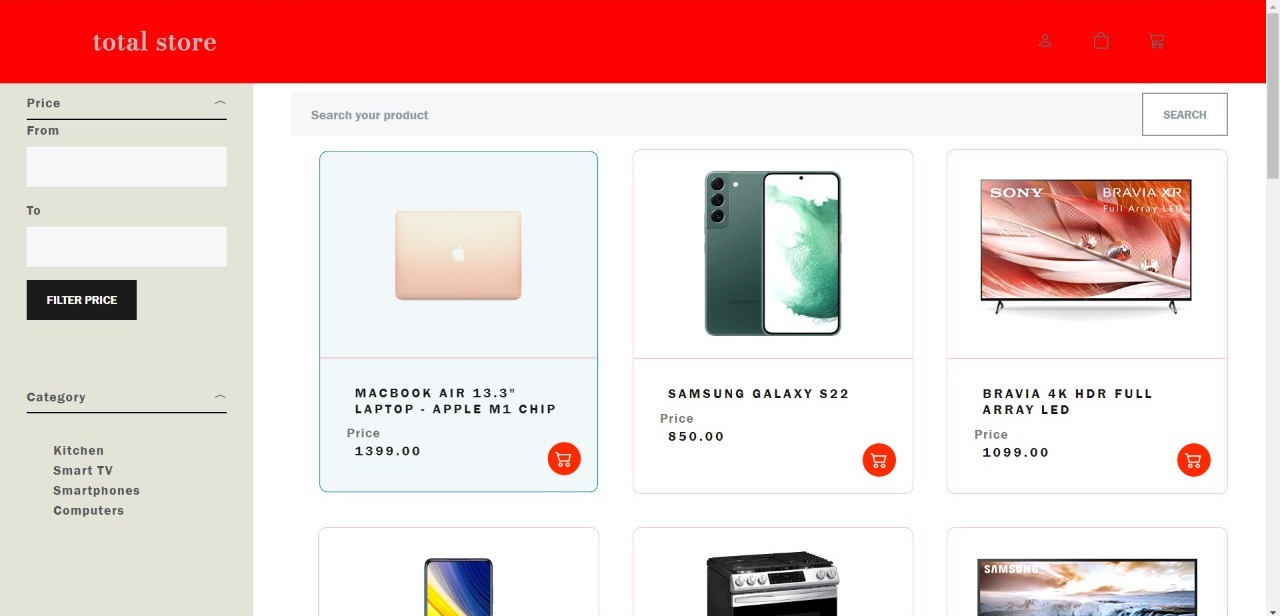 total store
Price
From
To
FILTER PRICE
Category
Kitchen
Smart TV
Smartphones
Computers
Search your product
SEARCH
MACBOOK AIR 13.3"
LAPTOP - APPLE M1 CHIP
Price
1399.00
SAMSUNG GALAXY S22
Price
850.00
SONY
BRAVIA XR
Full Array LED
BRAVIA 4K HDR FULL
ARRAY LED
Price
1099.00
SAMSUNG